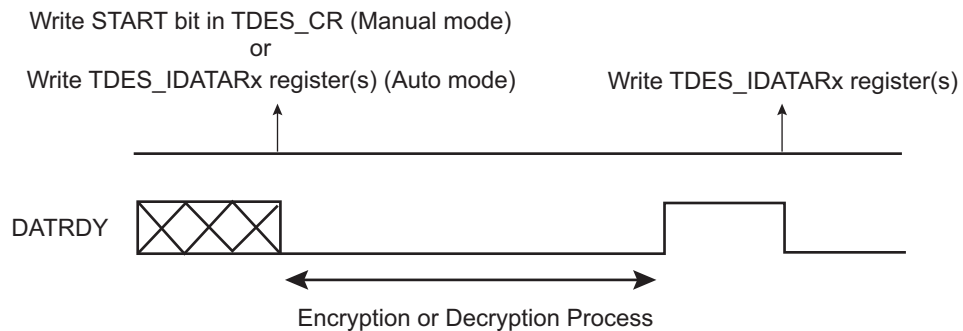 Write START bit in TDES_CR (Manual mode)
or
Write TDES_IDATARx register(s) (Auto mode)
Write TDES_IDATARx register(s)
DATRDY
Encryption or Decryption Process